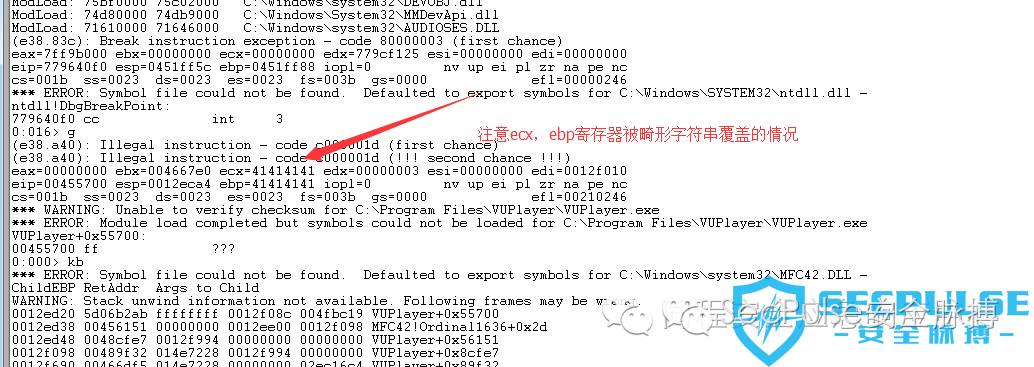 ModLoad: 75bf0000 75c02000   C:\Windows\system32\DEVOBJ.dll
ModLoad: 74d80000 74db9000   C:\Windows\system32\MMDevApi.dll
ModLoad: 71610000 71646000   C:\Windows\system32\AUDIOSES.DLL
(e38.83c): Break instruction exception - code 80000003 (first chance)
eax=7ff9b000 ebx=00000000 ecx=00000000 edx=779cf125 esi=00000000 edi=00000000
eip=779640f0 esp=0451ff5c ebp=0451ff88 iopl=0         nv up ei pl zr na pe nc
cs=001b  ss=0023  ds=0023  es=0023  fs=003b  gs=0000             efl=00000246
*** ERROR: Symbol file could not be found.  Defaulted to export symbols for C:\Windows\SYSTEM32\ntdll.dll -
ntdll!DbgBreakPoint:
779640f0 cc              int     3
0:016> g
注意ecx，ebp寄存器被畸形字符串覆盖的情况
(e38.a40): Illegal instruction - code c000001d (first chance)
(e38.a40): Illegal instruction - code c000001d (!!! second chance !!!)
eax=00000000 ebx=004667e0 ecx=41414141 edx=00000003 esi=00000000 edi=0012f010
eip=00455700 esp=0012eca4 ebp=41414141 iopl=0         nv up ei pl zr na pe nc
cs=001b  ss=0023  ds=0023  es=0023  fs=003b  gs=0000             efl=00210246
*** WARNING: Unable to verify checksum for C:\Program Files\VUPlayer\VUPlayer.exe
*** ERROR: Module load completed but symbols could not be loaded for C:\Program Files\VUPlayer\VUPlayer.exe
VUPlayer+0x55700:
00455700 ff              ???
0:000> kb
*** ERROR: Symbol file could not be found.  Defaulted to export symbols for C:\Windows\system32\MFC42.DLL -
ChildEBP RetAddr  Args to Child
WARNING: Stack unwind information not available. Following frames may be wrong.
0012ed20 5d06b2ab ffffffff 0012f08c 004fbc19 VUPlayer+0x55700
0012ed38 00456151 00000000 0012ee00 0012f098 MFC42!Ordinal1636+0x2d
0012ed48 0048cfe7 0012f994 00000000 00000000 VUPlayer+0x56151
0012f098 00489f32 014e7228 0012f994 00000000 VUPlayer+0x8cfe7
0012f690 00466df5 014e7228 00000000 02ec16c4 VUPlayer+0x89f32
SECPULSE
安全脉搏